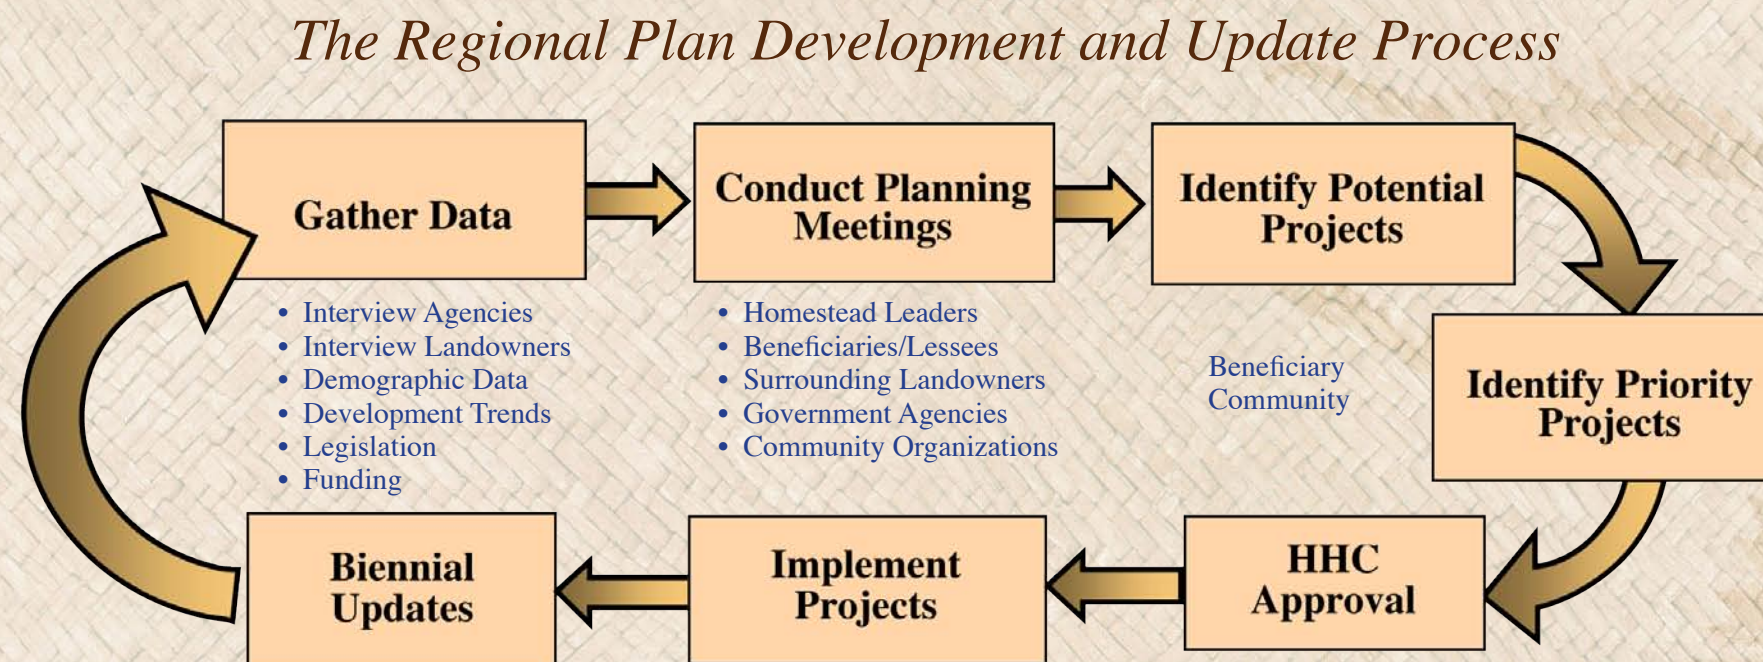 The Regional Plan Development and Update Process
Gather Data
• Interview Agencies
• Interview Landowners
• Demographic Data
• Development Trends
• Legislation
• Funding
Conduct Planning
Meetings
• Homestead Leaders
• Beneficiaries/Lessees
• Surrounding Landowners
• Government Agencies
• Community Organizations
Identify Potential
Projects
Beneficiary
Community
Identify Priority
Projects
HHC
Approval
Implement
Projects
Biennial
Updates